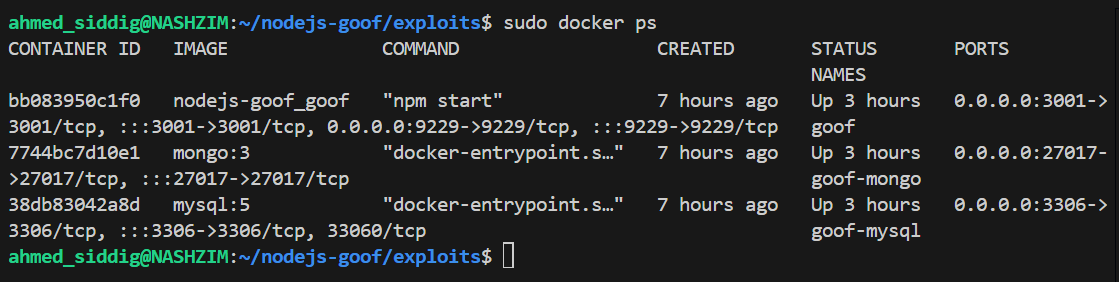 ahmed_siddig@NASHZIM:~/nodejs-goof/exploits$ sudo docker ps
CONTAINER ID   IMAGE              COMMAND                  CREATED       STATUS       PORTS
NAMES
bb083950c1f0   nodejs-goof_goof   "npm start"              7 hours ago   Up 3 hours   0.0.0.0:3001->
3001/tcp, :::3001->3001/tcp, 0.0.0.0:9229->9229/tcp, :::9229->9229/tcp   goof
7744bc7d10e1   mongo:3            "docker-entrypoint.s…"   7 hours ago   Up 3 hours   0.0.0.0:27017-
>27017/tcp, :::27017->27017/tcp                                          goof-mongo
38db83042a8d   mysql:5            "docker-entrypoint.s…"   7 hours ago   Up 3 hours   0.0.0.0:3306->
3306/tcp, :::3306->3306/tcp, 33060/tcp                                   goof-mysql
ahmed_siddig@NASHZIM:~/nodejs-goof/exploits$